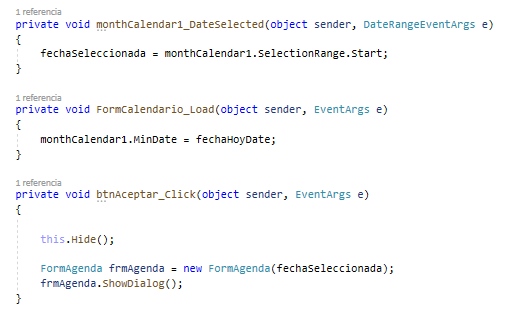 1 referencia
private void monthCalendar1_DateSelected(object sender, DateRangeEventArgs e)
{
fechaSeleccionada = monthCalendar1.SelectionRange.Start;
}
1 referencia
private void FormCalendario_Load(object sender, EventArgs e)
{
monthCalendar1.MinDate = fechaHoyDate;
}
1 referencia
private void btnAceptar_Click(object sender, EventArgs e)
{
this.Hide();
FormAgenda frmAgenda = new FormAgenda(fechaSeleccionada);
frmAgenda.ShowDialog();
}